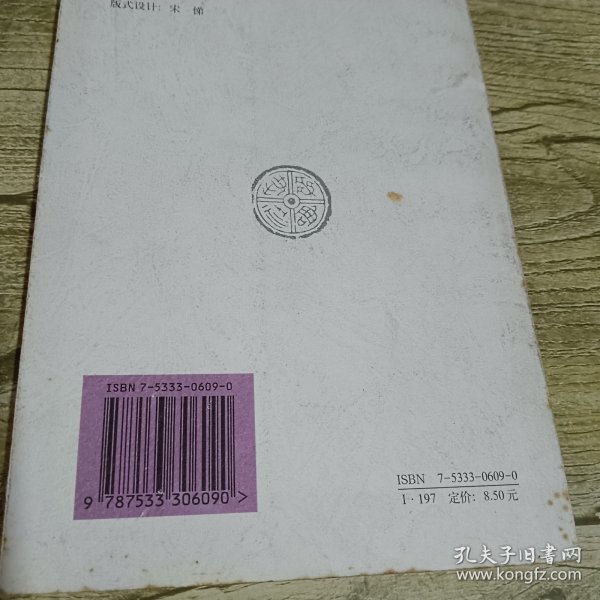 版式设计：宋 悌
ISBN 7-5333-0609-0
9 787533 306090 >
ISBN 7-5333-0609-0
I·197 定价：8.50元
孔夫子旧书网
www.kongfz.com